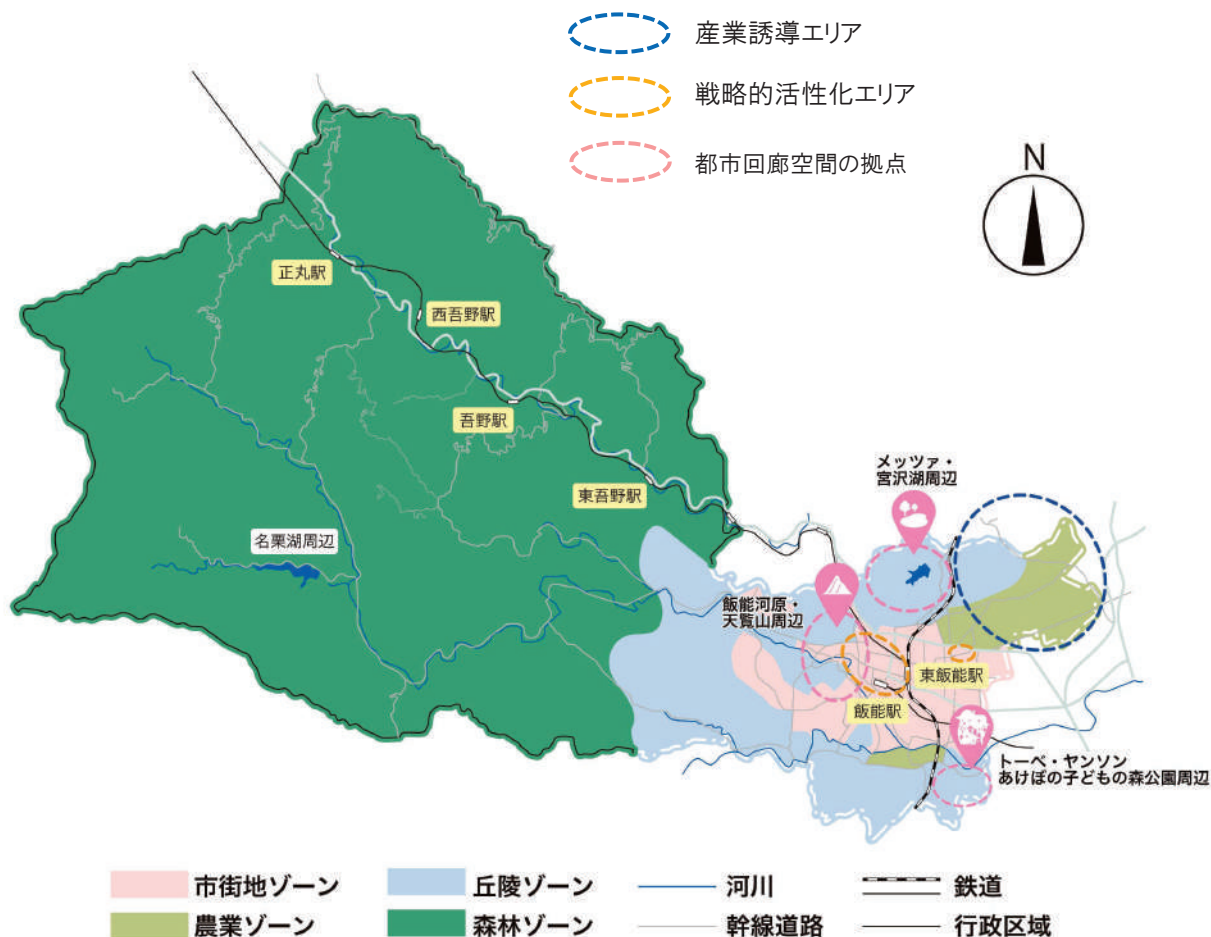 産業誘導エリア
戦略的活性化エリア
都市回廊空間の拠点
N
正丸駅
西吾野駅
吾野駅
東吾野駅
名栗湖周辺
メッツァ・
宮沢湖周辺
飯能河原・
天覧山周辺
東飯能駅
飯能駅
トーベ・ヤンソン
あけぼの子どもの森公園周辺
市街地ゾーン
丘陵ゾーン
河川
鉄道
農業ゾーン
森林ゾーン
幹線道路
行政区域